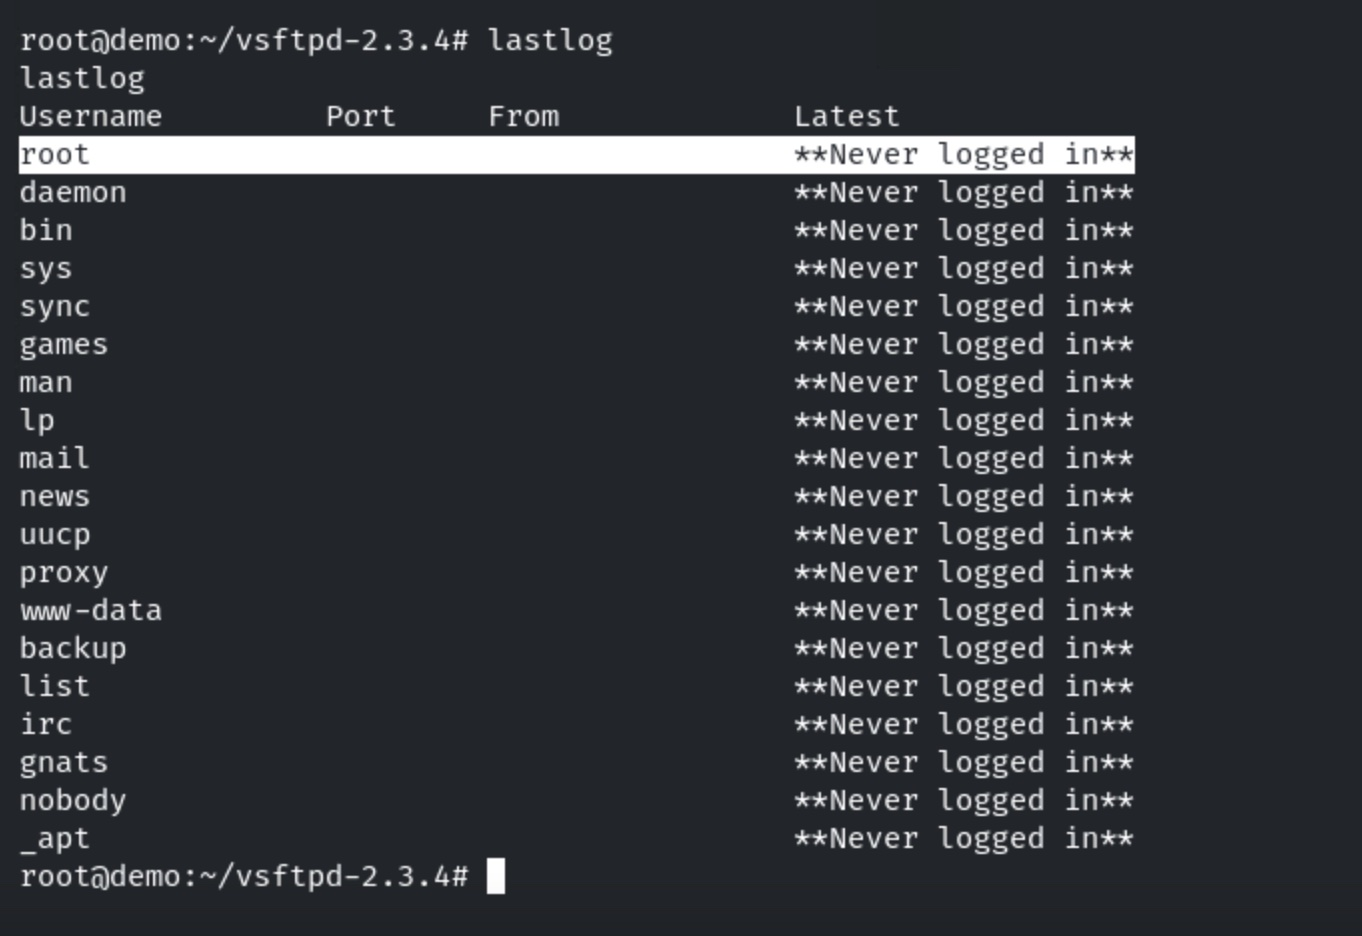 root@demo:~/vsftpd-2.3.4# lastlog
lastlog
Username         Port     From             Latest
root                                       **Never logged in**
daemon                                     **Never logged in**
bin                                        **Never logged in**
sys                                        **Never logged in**
sync                                       **Never logged in**
games                                      **Never logged in**
man                                        **Never logged in**
lp                                         **Never logged in**
mail                                       **Never logged in**
news                                       **Never logged in**
uucp                                       **Never logged in**
proxy                                      **Never logged in**
www-data                                   **Never logged in**
backup                                     **Never logged in**
list                                       **Never logged in**
irc                                        **Never logged in**
gnats                                      **Never logged in**
nobody                                     **Never logged in**
_apt                                       **Never logged in**
root@demo:~/vsftpd-2.3.4#